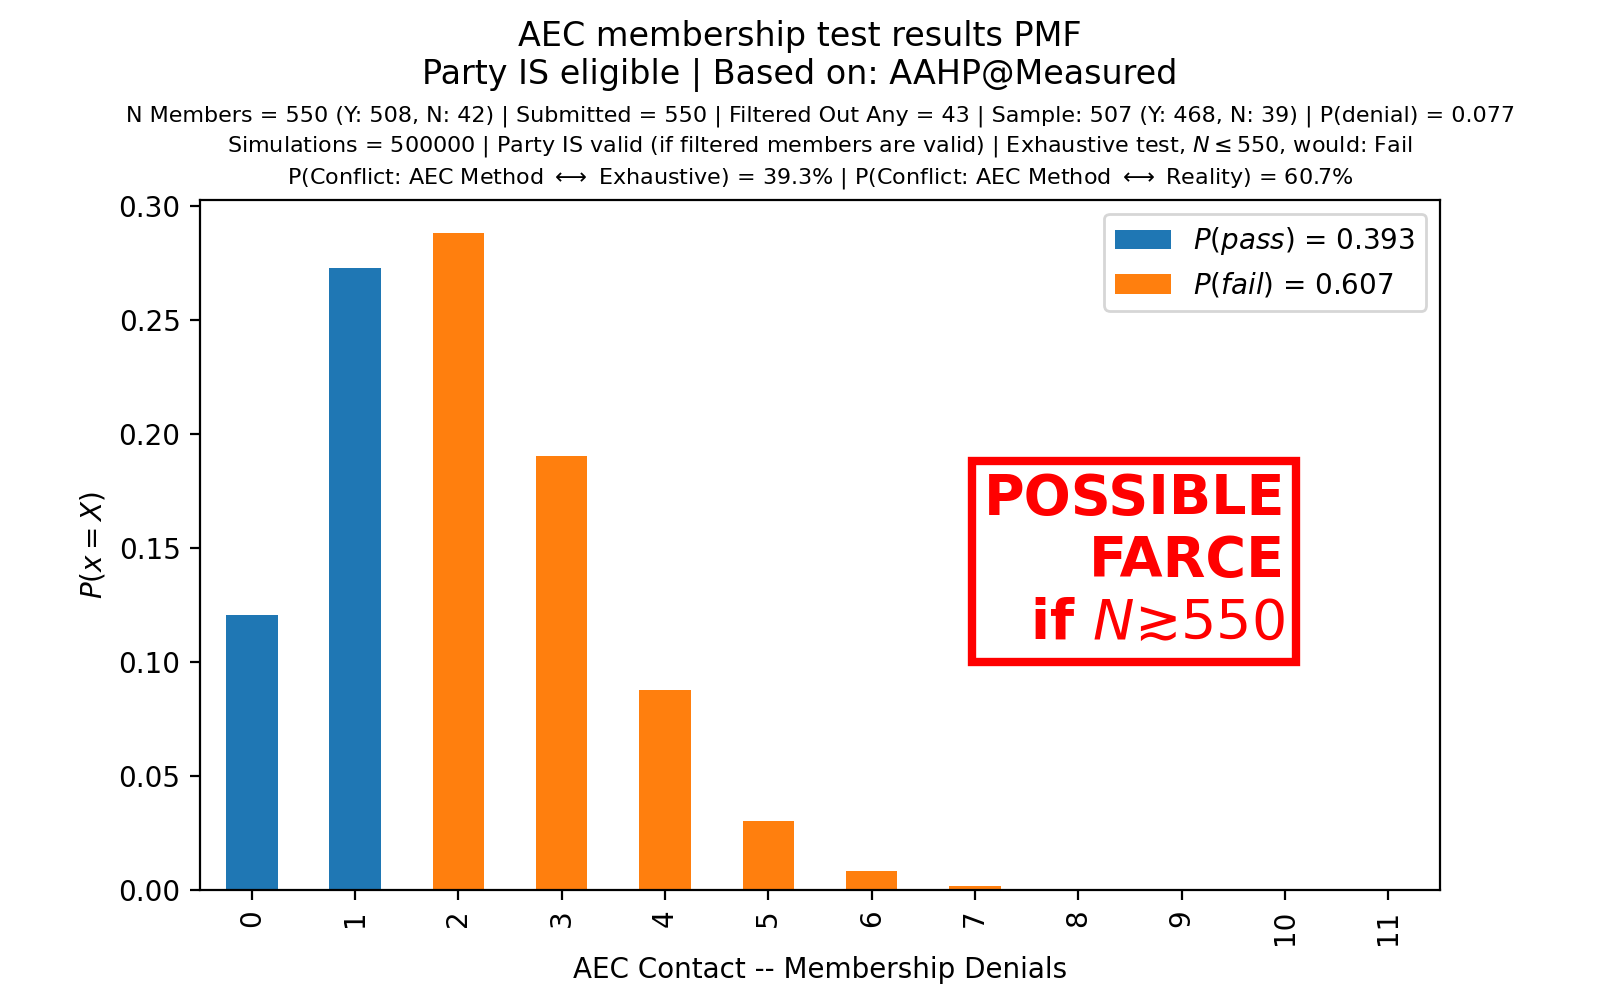 AEC membership test results PMF
Party IS eligible | Based on: AAHP@Measured
N Members = 550 (Y: 508, N: 42) | Submitted = 550 | Filtered Out Any = 43 | Sample: 507 (Y: 468, N: 39) | P(denial) = 0.077
Simulations = 500000 | Party IS valid (if filtered members are valid) | Exhaustive test, N ≤ 550, would: Fail
P(Conflict: AEC Method ⟷ Exhaustive) = 39.3% | P(Conflict: AEC Method ⟷ Reality) = 60.7%
0.30
0.25
0.20
0.15
0.10
0.05
0.00
P(x = X)
P(pass) = 0.393
P(fail) = 0.607
POSSIBLE
FARCE
if N≳550
0 1 2 3 4 5 6 7 8 9 10 11
AEC Contact -- Membership Denials